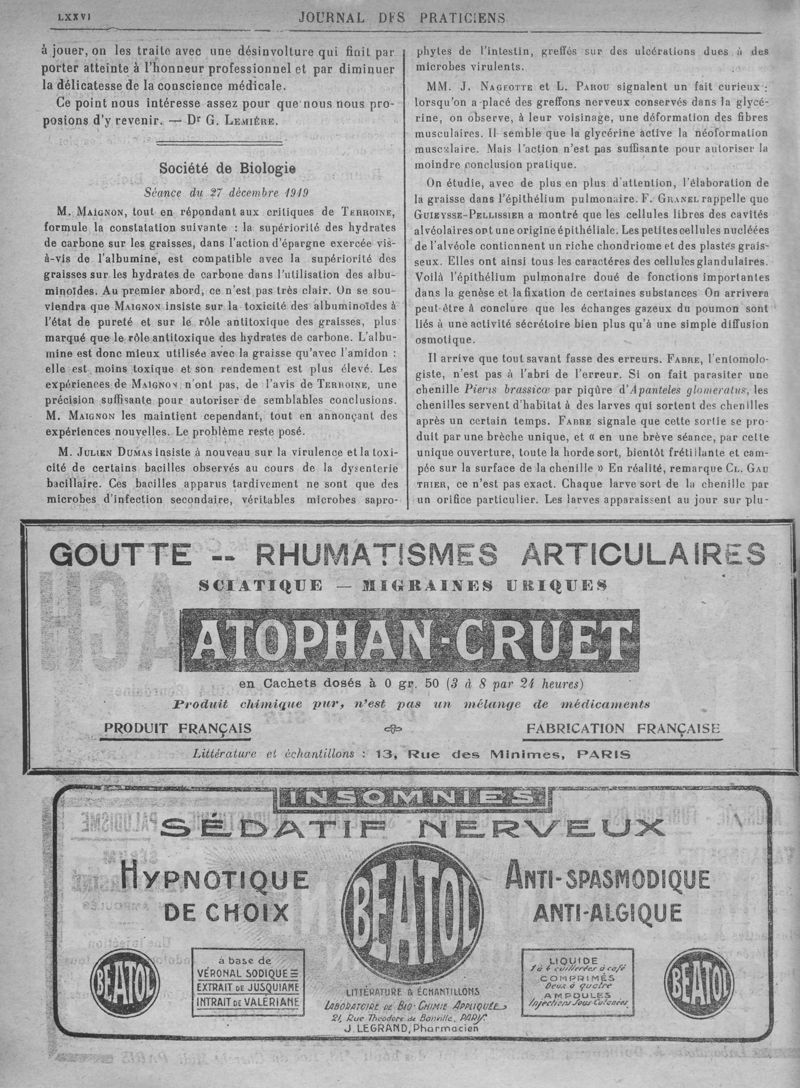 LXXVI
JOURNAL DES PRATICIENS
à jouer, on les traite avec une désinvolture qui finit par
porter atteinte à l'honneur professionnel et par diminuer
la délicatesse de la conscience médicale.
Ce point nous intéresse assez pour que nous nous pro-
posions d'y revenir. — Dr G. LEMIÈRE.
Société de Biologie
Séance du 27 décembre 1919
M. MAIGNON, tout en répondant aux critiques de TERROINE,
formule la constatation suivante : la supériorité des hydrates
de carbone sur les graisses, dans l'action d'épargne exercée vis-
à-vis de l'albumine, est compatible avec la supériorité des
graisses sur les hydrates de carbone dans l'utilisation des albu-
minoïdes. Au premier abord, ce n'est pas très clair. On se sou-
viendra que MAIGNON insiste sur la toxicité des albuminoïdes à
l'état de pureté et sur le rôle antitoxique des graisses, plus
marqué que le rôle antitoxique des hydrates de carbone. L'albu-
mine est donc mieux utilisée avec la graisse qu'avec l'amidon :
elle est moins toxique et son rendement est plus élevé. Les
expériences de MAIGNON n'ont pas, de l'avis de TERROINE, une
précision suffisante pour autoriser de semblables conclusions.
M. MAIGNON les maintient cependant, tout en annonçant des
expériences nouvelles. Le problème reste posé.
M. JULIEN DUMAS insiste à nouveau sur la virulence et la toxi-
cité de certains bacilles observés au cours de la dysenterie
bacillaire. Ces bacilles apparus tardivement ne sont que des
microbes d'infection secondaire, véritables microbes sapro-
phytes de l'intestin, greffés sur des ulcérations dues à des
microbes virulents.
MM. J. NAGEOTTE et L. PAROU signalent un fait curieux :
lorsqu'on a placé des greffons nerveux conservés dans la glycé-
rine, on observe, à leur voisinage, une déformation des fibres
musculaires. Il semble que la glycérine active la néoformation
musculaire. Mais l'action n'est pas suffisante pour autoriser la
moindre conclusion pratique.
On étudie, avec de plus en plus d'attention, l'élaboration de
la graisse dans l'épithélium pulmonaire. F. GRANEL rappelle que
GUIEYSSE-PELLISSIER a montré que les cellules libres des cavités
alvéolaires ont une origine épithéliale. Les petites cellules nucléées
de l'alvéole contiennent un riche chondriome et des plastes grais-
seux. Elles ont ainsi tous les caractères des cellules glandulaires.
Voilà l'épithélium pulmonaire doué de fonctions importantes
dans la genèse et la fixation de certaines substances On arrivera
peut-être à conclure que les échanges gazeux du poumon sont
liés à une activité sécrétoire bien plus qu'à une simple diffusion
osmotique.
Il arrive que tout savant fasse des erreurs. FABRE, l'entomolo-
giste, n'est pas à l'abri de l'erreur. Si on fait parasiter une
chenille Pieris brassicœ par piqûre d'Apanteles glomeratus, les
chenilles servent d'habitat à des larves qui sortent des chenilles
après un certain temps. FABRE signale que cette sortie se pro-
duit par une brèche unique, et « en une brève séance, par cette
unique ouverture, toute la horde sort, bientôt frétillante et cam-
pée sur la surface de la chenille » En réalité, remarque CL. GAU
THIER, ce n'est pas exact. Chaque larve sort de la chenille par
un orifice particulier. Les larves apparaissent au jour sur plu-
GOUTTE -- RHUMATISMES ARTICULAIRES
SCIATIQUE — MIGRAINES URIQUES
ATOPHAN-CRUET
en Cachets dosés à 0 gr. 50 (3 à 8 par 24 heures)
Produit chimique pur, n'est pas un mélange de médicaments
PRODUIT FRANÇAIS
FABRICATION FRANÇAISE
Littérature et échantillons : 13, Rue des Minimes, PARIS
INSOMNIES
SÉDATIF NERVEUX
HYPNOTIQUE
DE CHOIX
BEATOL
ANTI-SPASMODIQUE
ANTI-ALGIQUE
BEATOL
à base de
VÉRONAL SODIQUE
EXTRAIT DE JUSQUIAME
INTRAIT DE VALÉRIANE
LITTÉRATURE & ÉCHANTILLONS
LABORATOIRE DE BIO-CHIMIE APPLIQUÉE
21, Rue Théodore de Banville, PARIS
J. LEGRAND, Pharmacien
LIQUIDE
1 à 4 cuillerées à café
COMPRIMÉS
Deux à quatre
AMPOULES
Injections Sous-Cutanées
BEATOL